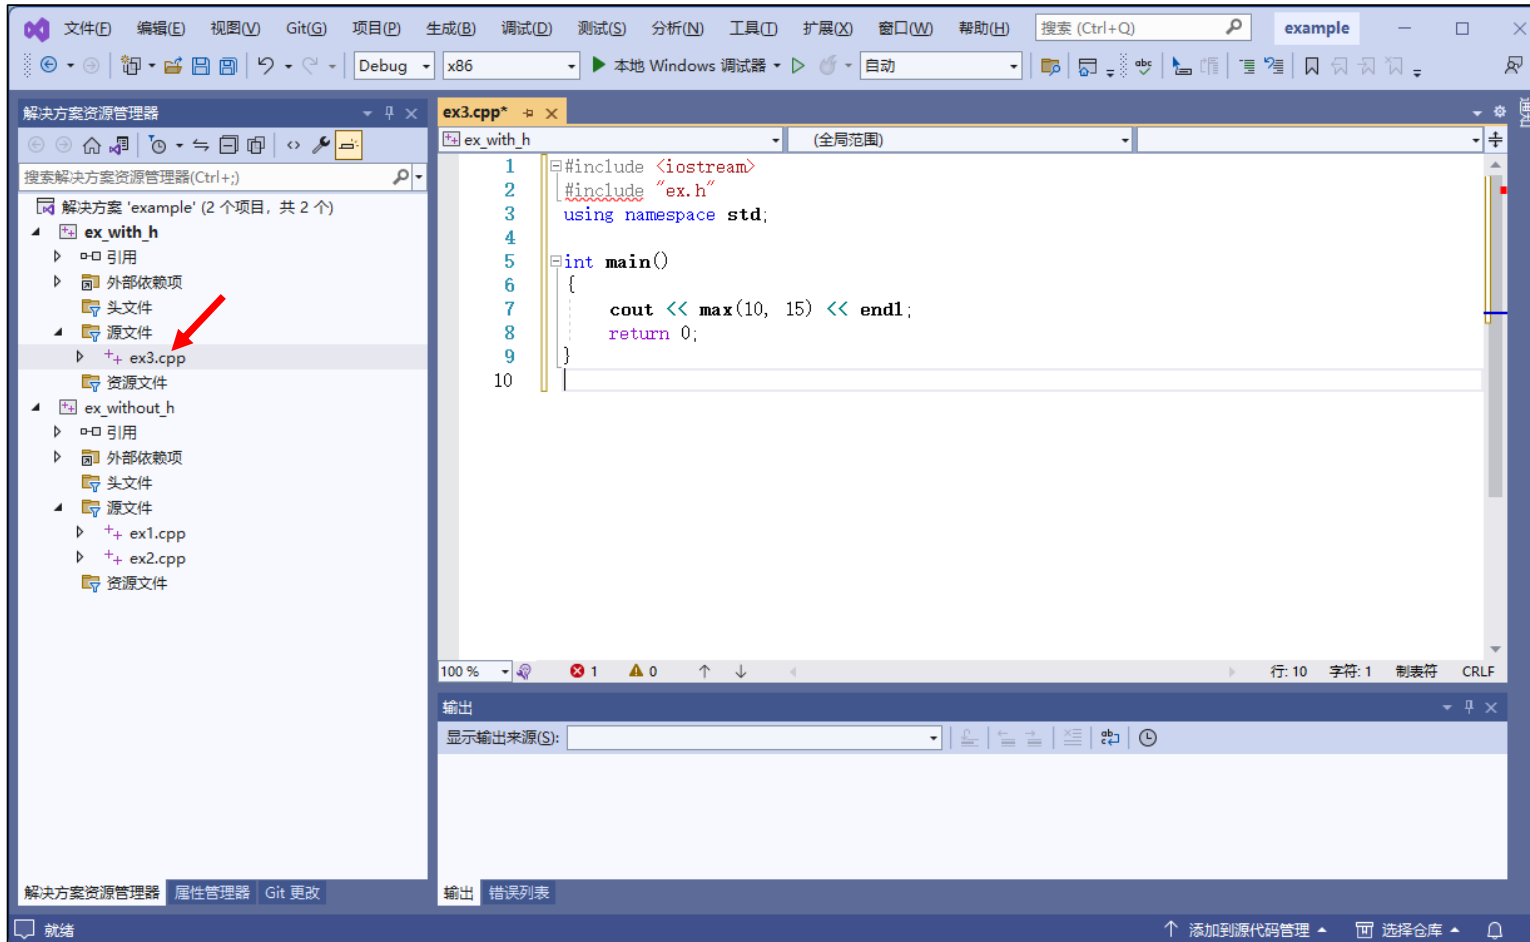 文件(F) 编辑(E) 视图(V) Git(G) 项目(P) 生成(B) 调试(D) 测试(S) 分析(N) 工具(T) 扩展(X) 窗口(W) 帮助(H) 搜索 (Ctrl+Q) example
Debug x86 本地 Windows 调试器 自动
解决方案资源管理器
搜索解决方案资源管理器(Ctrl+;)
解决方案 'example' (2 个项目，共 2 个)
ex_with_h
引用
外部依赖项
头文件
源文件
ex3.cpp
资源文件
ex_without_h
引用
外部依赖项
头文件
源文件
ex1.cpp
ex2.cpp
资源文件
解决方案资源管理器 属性管理器 Git 更改
ex3.cpp*
ex_with_h (全局范围)
1 #include <iostream>
2 #include "ex.h"
3 using namespace std;
4
5 int main()
6 {
7 cout << max(10, 15) << endl;
8 return 0;
9 }
10
100 % 1 0 行: 10 字符: 1 制表符 CRLF
输出
显示输出来源(S):
输出 错误列表
就绪 添加到源代码管理 选择仓库